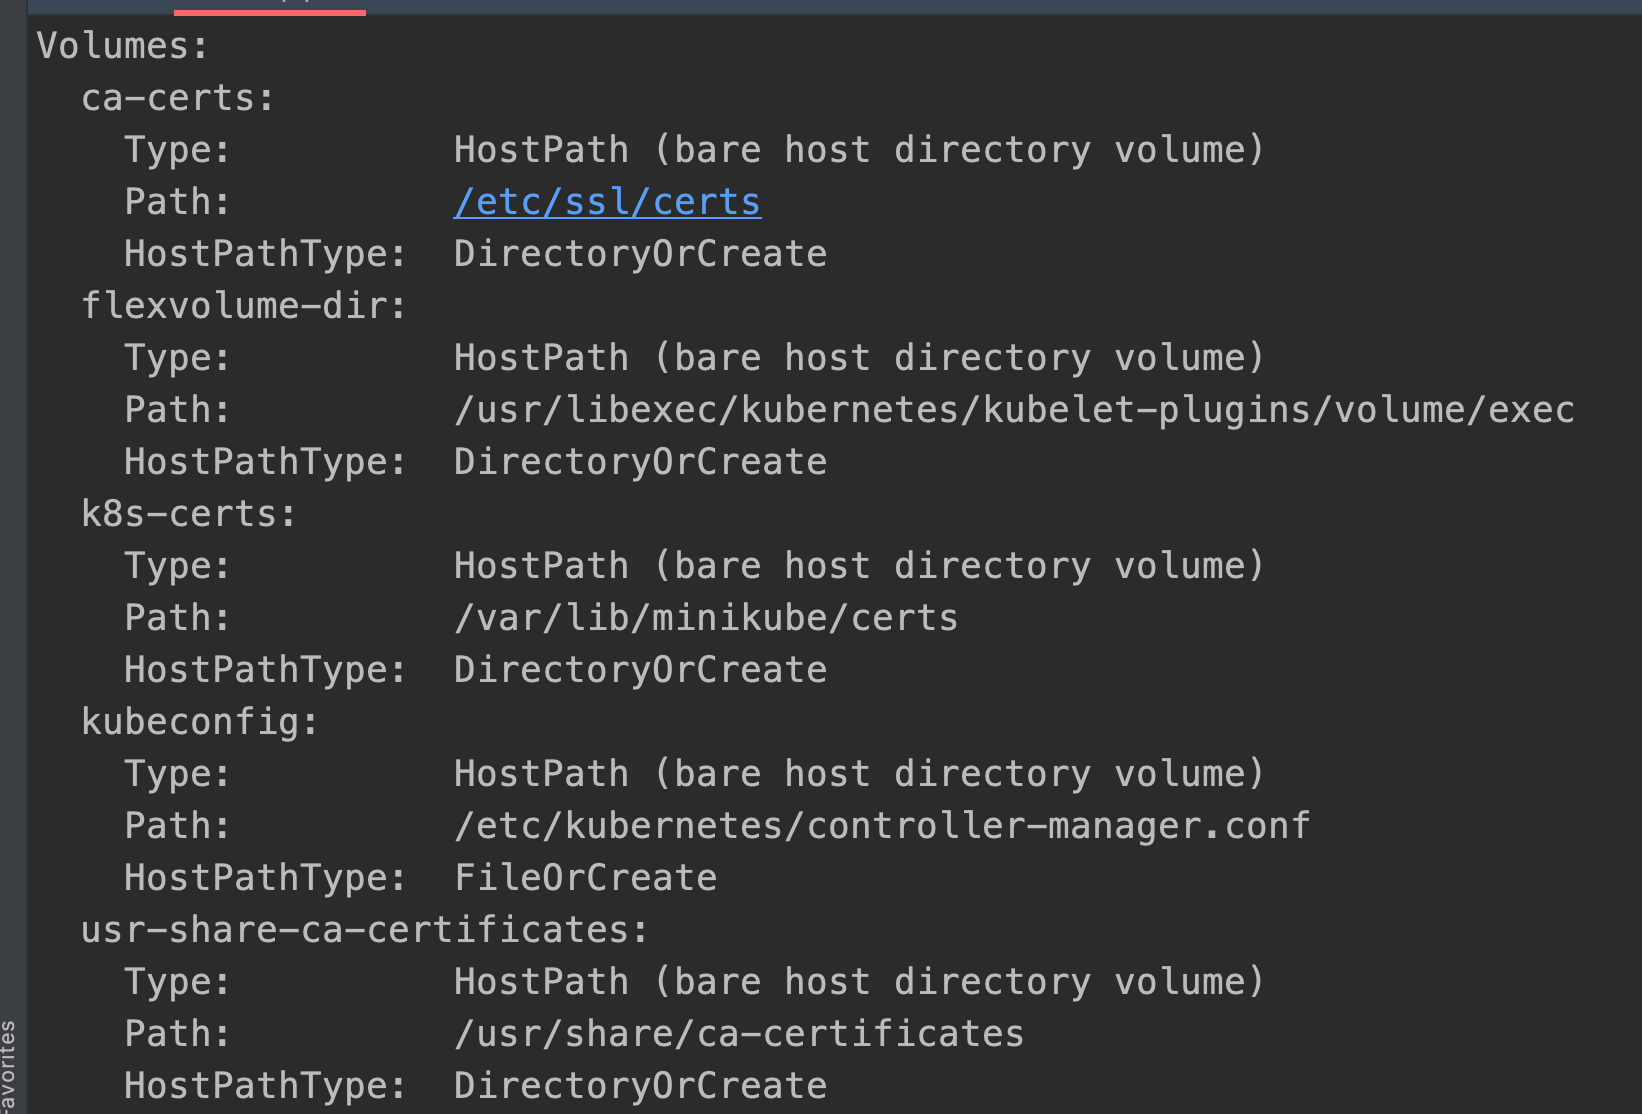 Volumes:
  ca-certs:
    Type:          HostPath (bare host directory volume)
    Path:          /etc/ssl/certs
    HostPathType:  DirectoryOrCreate
  flexvolume-dir:
    Type:          HostPath (bare host directory volume)
    Path:          /usr/libexec/kubernetes/kubelet-plugins/volume/exec
    HostPathType:  DirectoryOrCreate
  k8s-certs:
    Type:          HostPath (bare host directory volume)
    Path:          /var/lib/minikube/certs
    HostPathType:  DirectoryOrCreate
  kubeconfig:
    Type:          HostPath (bare host directory volume)
    Path:          /etc/kubernetes/controller-manager.conf
    HostPathType:  FileOrCreate
  usr-share-ca-certificates:
    Type:          HostPath (bare host directory volume)
    Path:          /usr/share/ca-certificates
    HostPathType:  DirectoryOrCreate
avorites